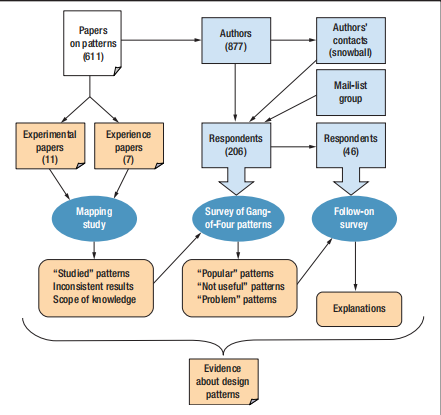 Papers
on patterns
(611)
Authors
(877)
Authors'
contacts
(snowball)
Mail-list
group
Experimental
papers
(11)
Experience
papers
(7)
Respondents
(206)
Respondents
(46)
Mapping
study
Survey of Gang-
of-Four patterns
Follow-on
survey
“Studied” patterns
Inconsistent results
Scope of knowledge
“Popular” patterns
“Not useful” patterns
“Problem” patterns
Explanations
Evidence
about design
patterns